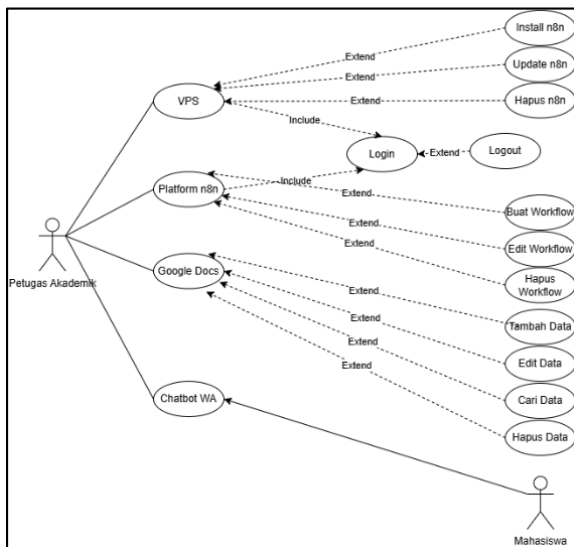 Install n8n
Extend
Update n8n
Extend
VPS
Extend
Hapus n8n
Include
Login
Extend
Logout
Platform n8n
Include
Extend
Buat Workflow
Extend
Edit Workflow
Extend
Hapus
Workflow
Petugas Akademik
Google Docs
Extend
Tambah Data
Extend
Edit Data
Extend
Cari Data
Extend
Hapus Data
Chatbot WA
Mahasiswa